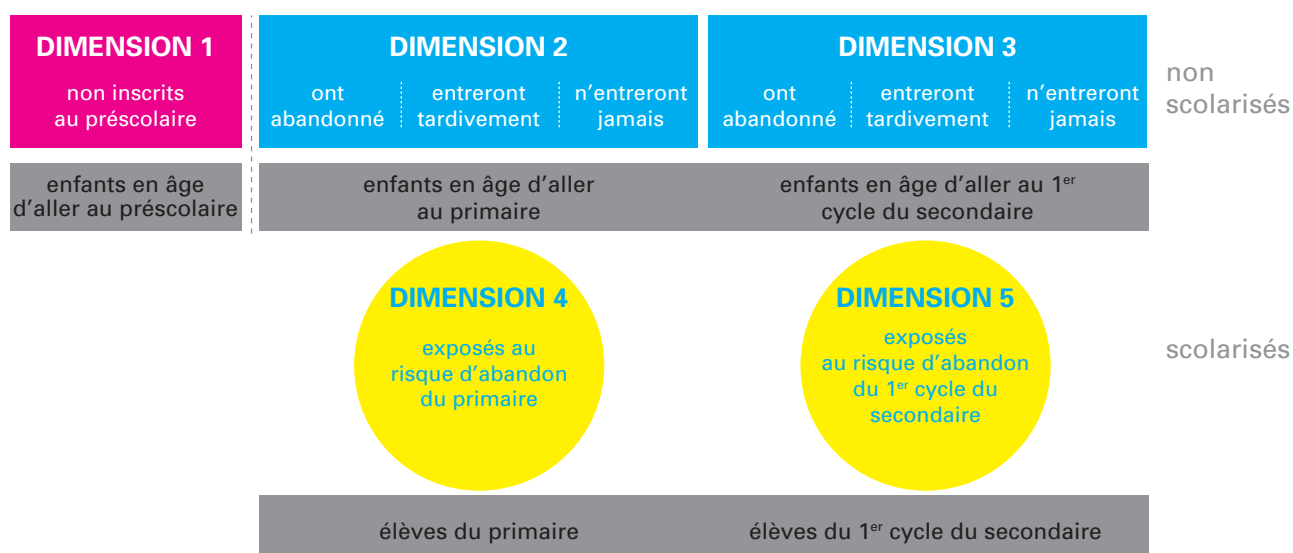 DIMENSION 1
non inscrits
au préscolaire
DIMENSION 2
ont
abandonné
entreront
tardivement
n'entreront
jamais
DIMENSION 3
ont
abandonné
entreront
tardivement
n'entreront
jamais
non
scolarisés
enfants en âge
d'aller au préscolaire
enfants en âge d'aller
au primaire
enfants en âge d'aller au 1er
cycle du secondaire
DIMENSION 4
exposés au
risque d'abandon
du primaire
DIMENSION 5
exposés
au risque d'abandon
du 1er cycle du
secondaire
scolarisés
élèves du primaire
élèves du 1er cycle du secondaire